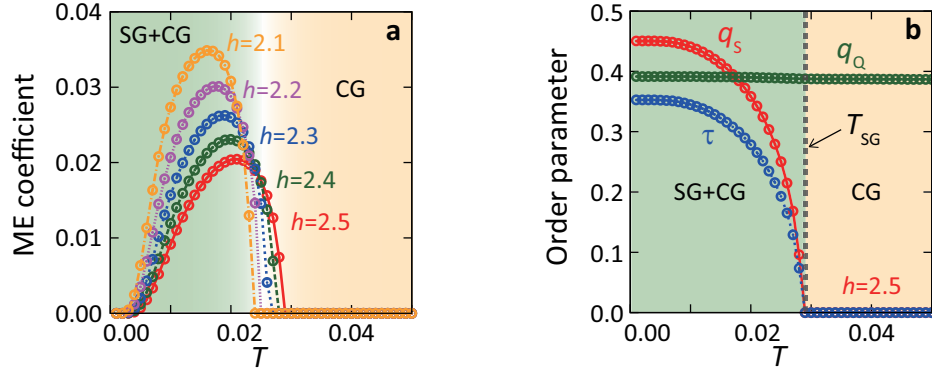 0.04
0.03
0.02
0.01
0.00
ME coefficient
SG+CG
a
h=2.1
h=2.2
h=2.3
h=2.4
h=2.5
CG
0.00
0.02
0.04
T
0.5
0.4
0.3
0.2
0.1
0.0
Order parameter
b
qS
qQ
τ
TSG
SG+CG
CG
h=2.5
0.00
0.02
0.04
T